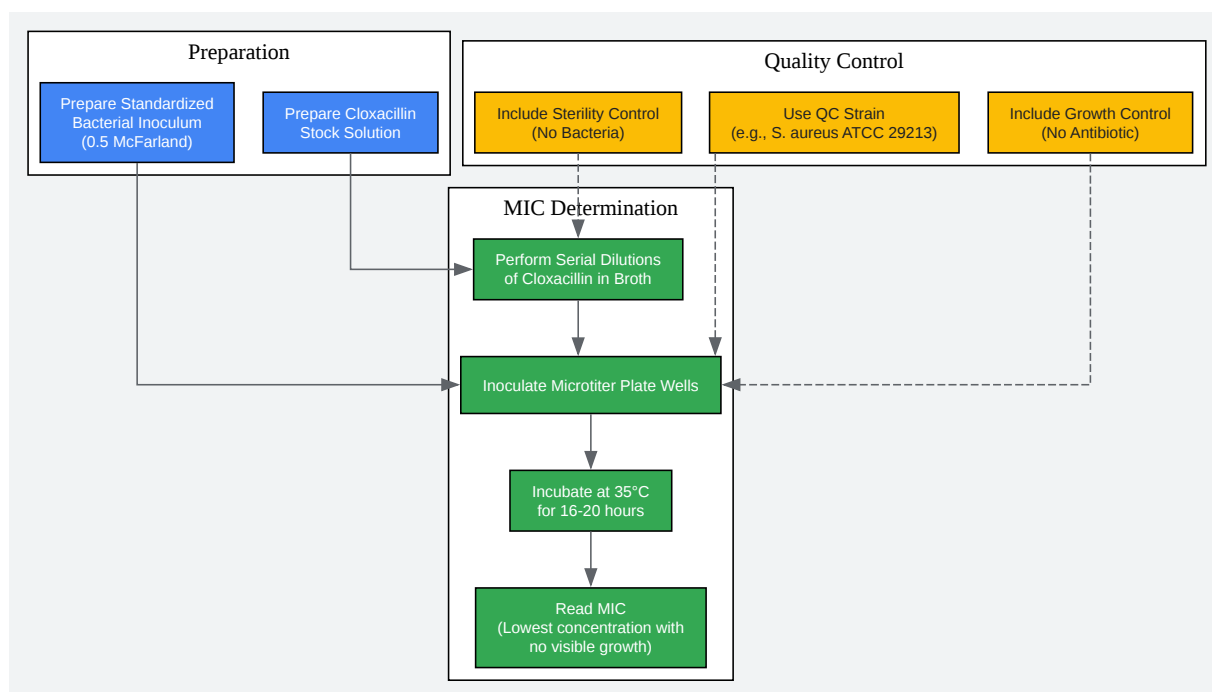 Preparation
Prepare Standardized
Bacterial Inoculum
(0.5 McFarland)
Prepare Cloxacillin
Stock Solution
Quality Control
Include Sterility Control
(No Bacteria)
Use QC Strain
(e.g., S. aureus ATCC 29213)
Include Growth Control
(No Antibiotic)
MIC Determination
Perform Serial Dilutions
of Cloxacillin in Broth
Inoculate Microtiter Plate Wells
Incubate at 35°C
for 16-20 hours
Read MIC
(Lowest concentration with
no visible growth)